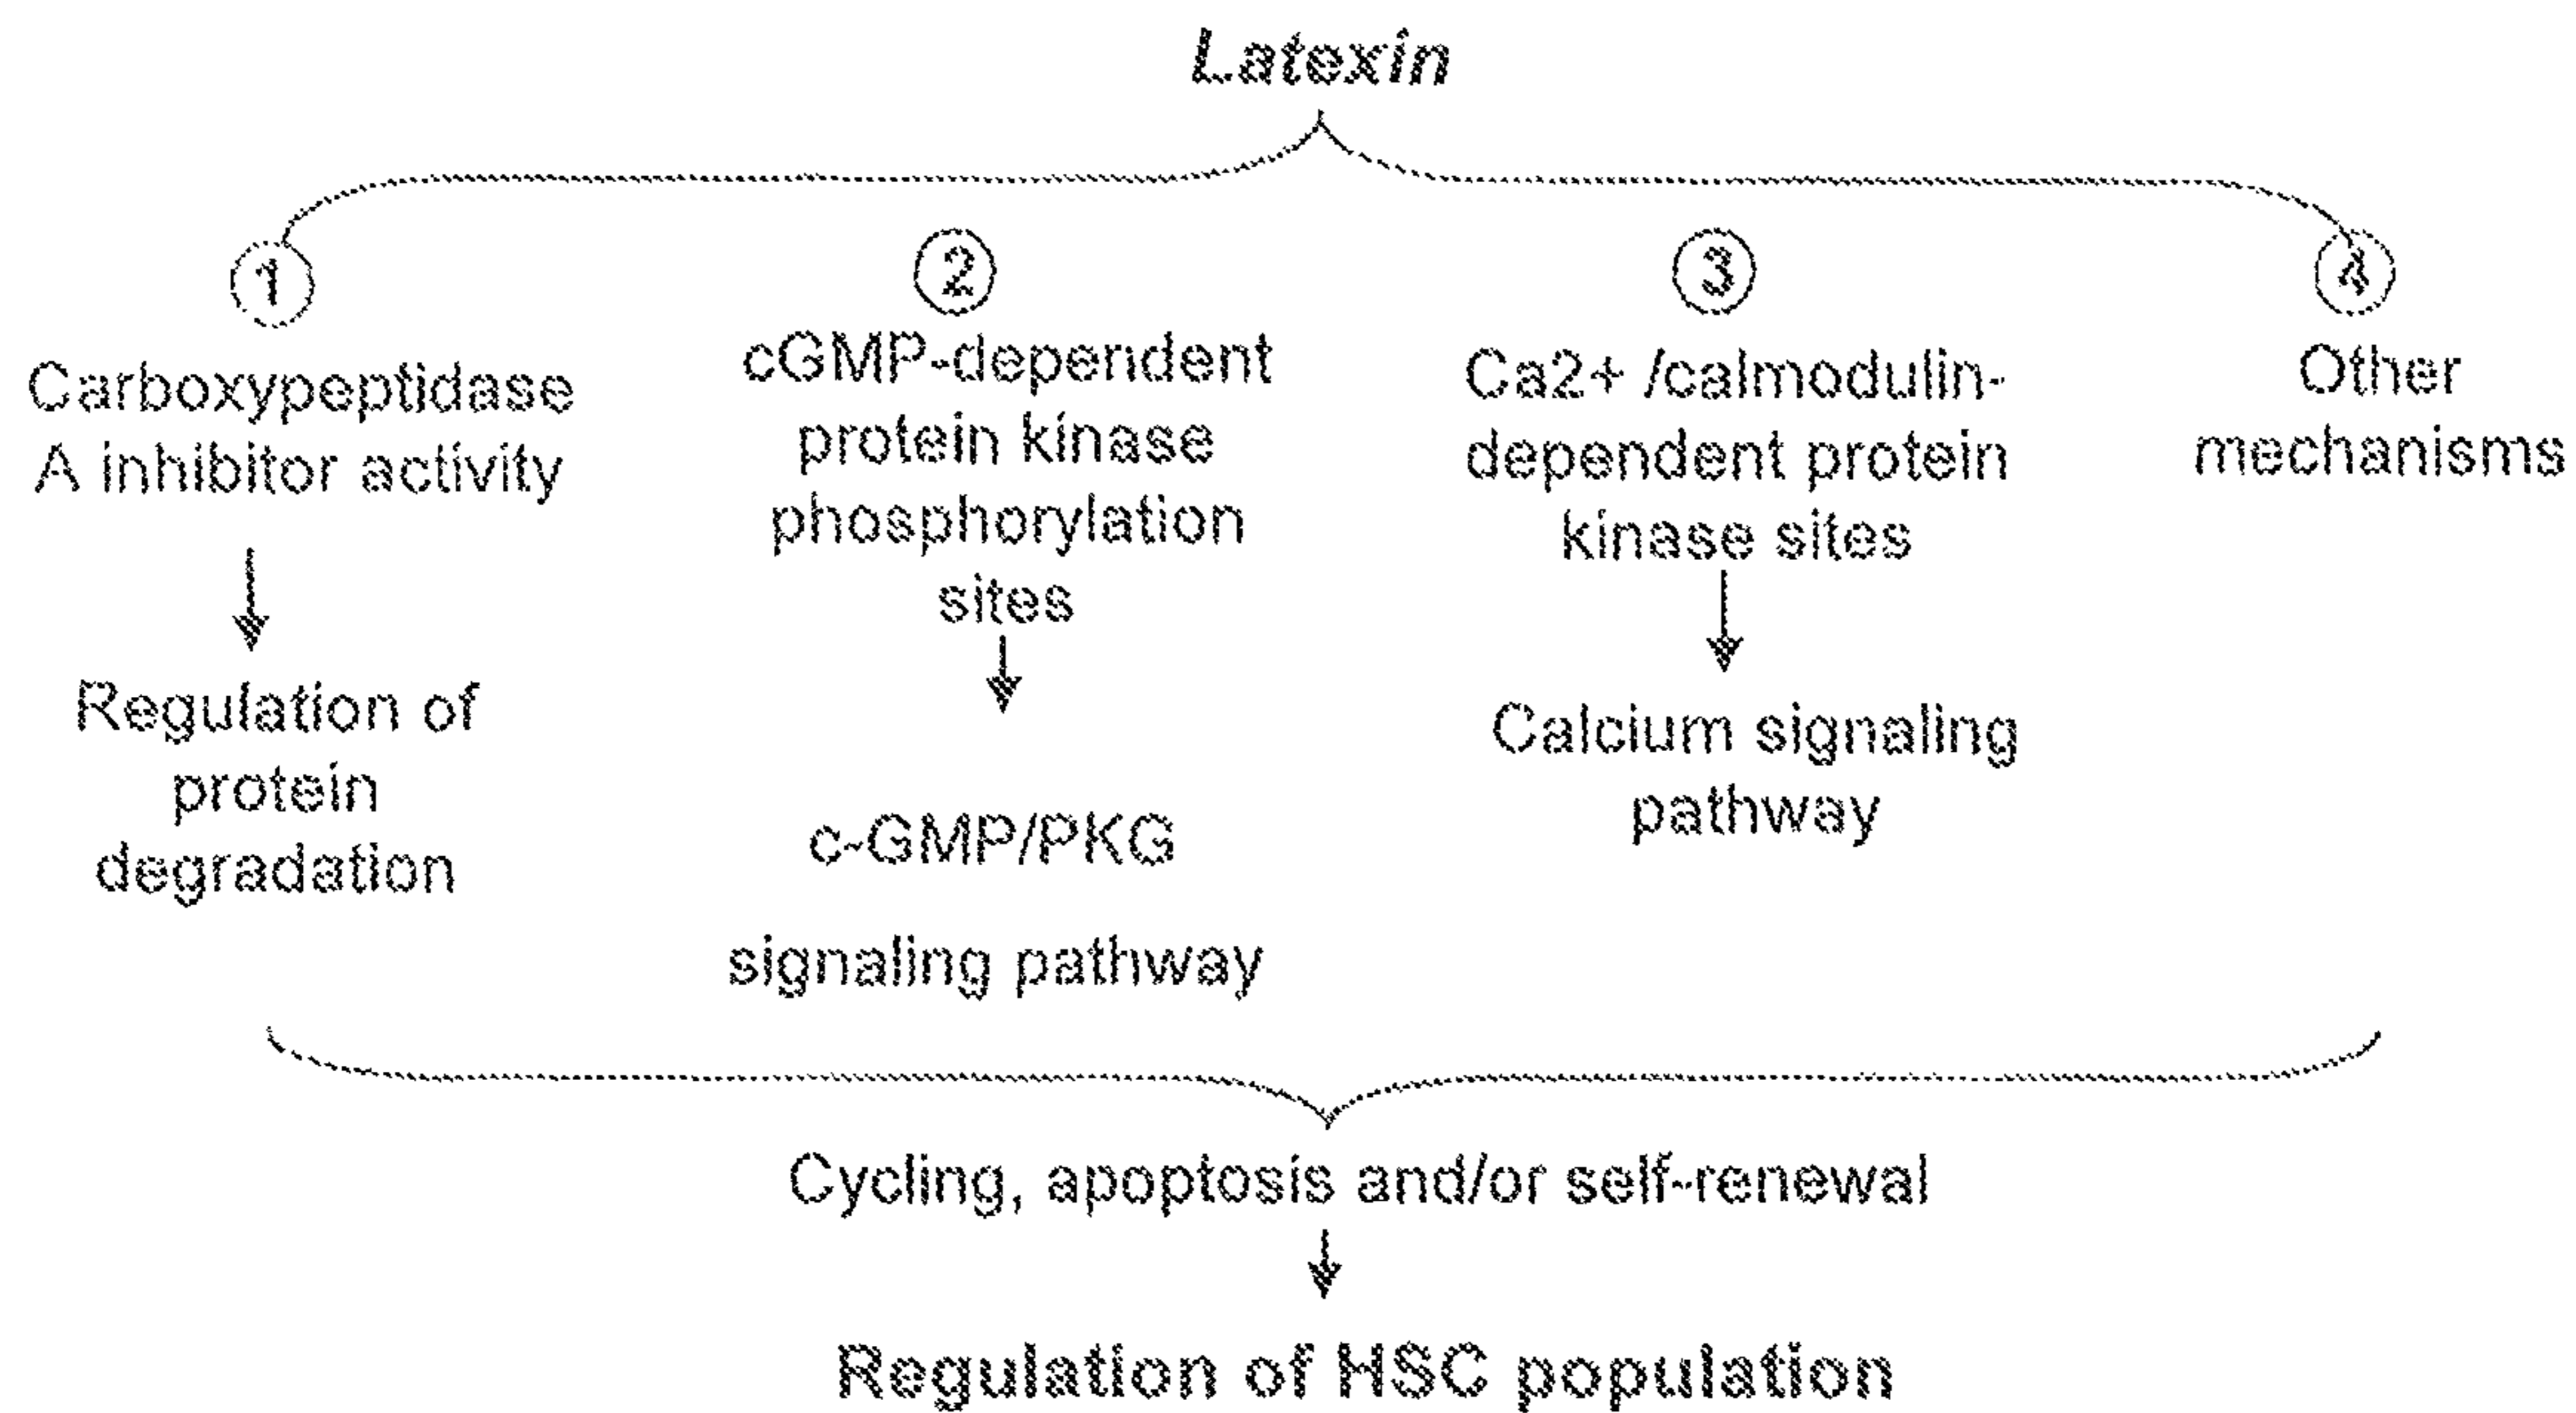 Latexin
1
Carboxypeptidase
A inhibitor activity
Regulation of
protein
degradation
2
cGMP-dependent
protein kinase
phosphorylation
sites
c-GMP/PKG
signaling pathway
3
Ca2+ /calmodulin-
dependent protein
kinase sites
Calcium signaling
pathway
4
Other
mechanisms
Cycling, apoptosis and/or self-renewal
Regulation of HSC population